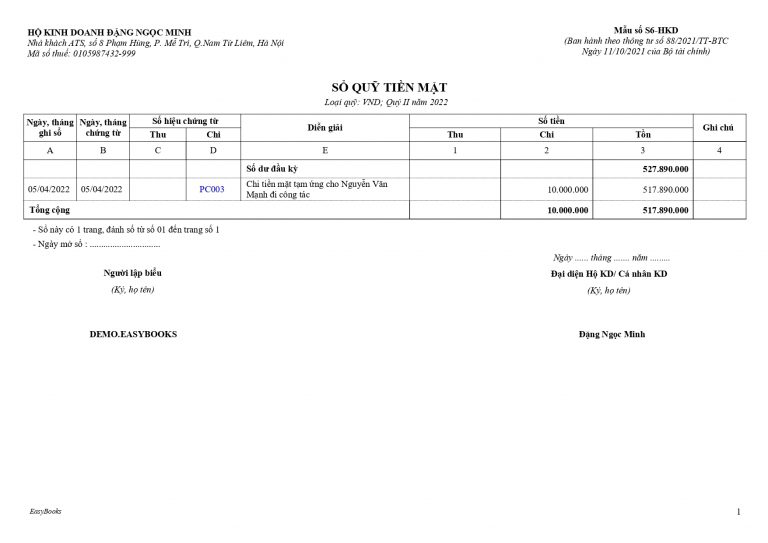 HỘ KINH DOANH ĐẶNG NGỌC MINH
Nhà khách ATS, số 8 Phạm Hùng, P. Mễ Trì, Q.Nam Từ Liêm, Hà Nội
Mã số thuế: 0105987432-999
Mẫu số S6-HKD
(Ban hành theo thông tư số 88/2021/TT-BTC
Ngày 11/10/2021 của Bộ tài chính)
SỔ QUỸ TIỀN MẶT
Loại quỹ: VND; Quý II năm 2022
Ngày, tháng ghi sổ Ngày, tháng chứng từ Số hiệu chứng từ Diễn giải Số tiền Ghi chú
Thu Chi Thu Chi Tồn
A B C D E 1 2 3 4
Số dư đầu kỳ 527.890.000
05/04/2022 05/04/2022 PC003 Chi tiền mặt tạm ứng cho Nguyễn Văn Mạnh đi công tác 10.000.000 517.890.000
Tổng cộng 10.000.000 517.890.000
- Sổ này có 1 trang, đánh số từ số 01 đến trang số 1
- Ngày mở sổ : ...............................
Ngày ...... tháng ....... năm .........
Người lập biểu
Đại diện Hộ KD/ Cá nhân KD
(Ký, họ tên)
(Ký, họ tên)
DEMO.EASYBOOKS
Đặng Ngọc Minh
EasyBooks
1